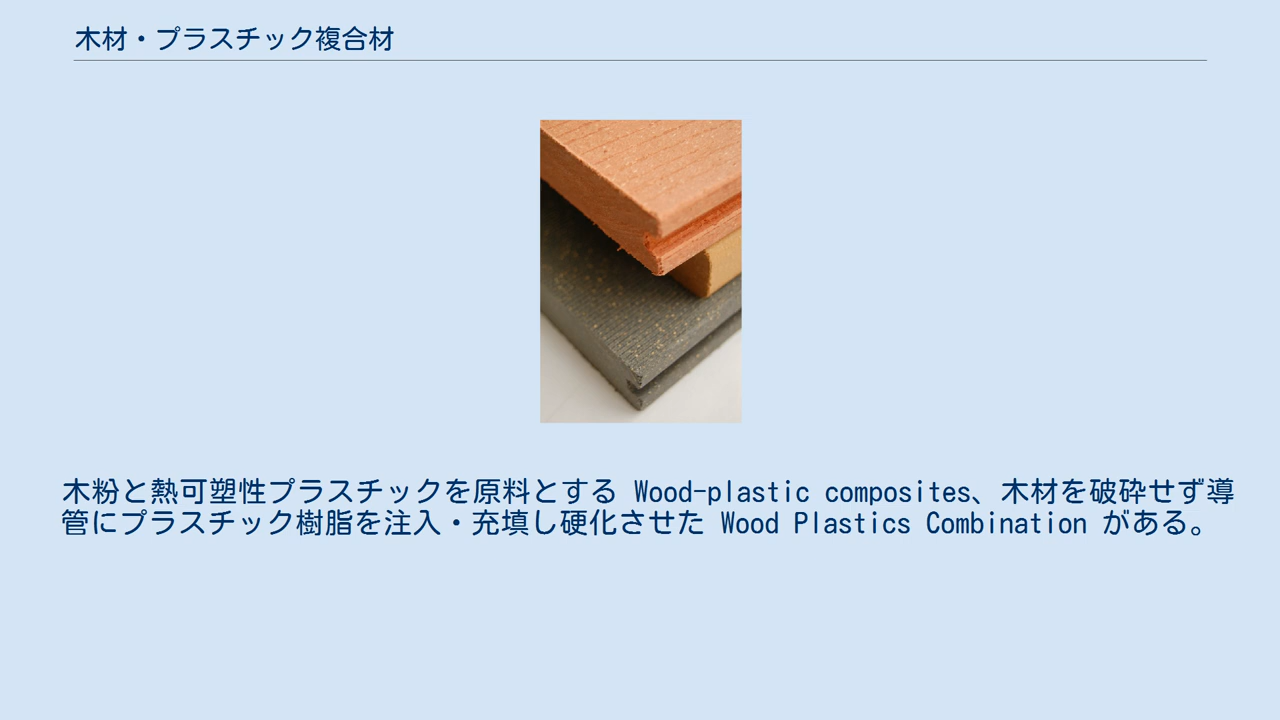 木材・プラスチック複合材
木粉と熱可塑性プラスチックを原料とする Wood-plastic composites、木材を破砕せず導
管にプラスチック樹脂を注入・充填し硬化させた Wood Plastics Combination がある。